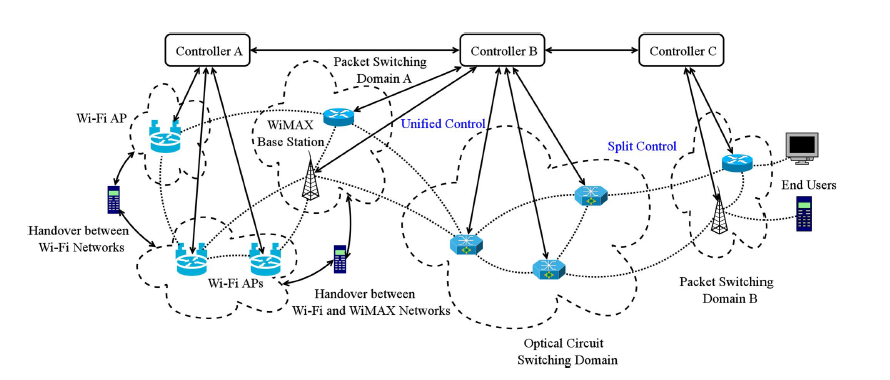 Controller A
Controller B
Controller C
Packet Switching
Domain A
Wi-Fi AP
WiMAX
Base Station
Unified Control
Split Control
End Users
Handover between
Wi-Fi Networks
Wi-Fi APs
Handover between
Wi-Fi and WiMAX Networks
Packet Switching
Domain B
Optical Circuit
Switching Domain